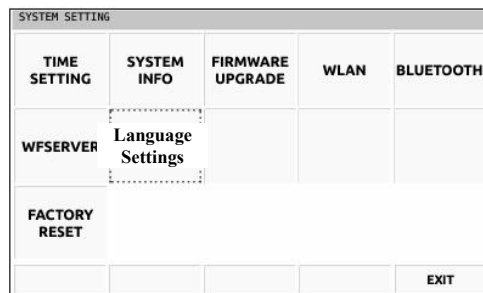 SYSTEM SETTING
TIME
SETTING
SYSTEM
INFO
FIRMWARE
UPGRADE
WLAN
BLUETOOTH
WFSERVER
Language
Settings
FACTORY
RESET
EXIT